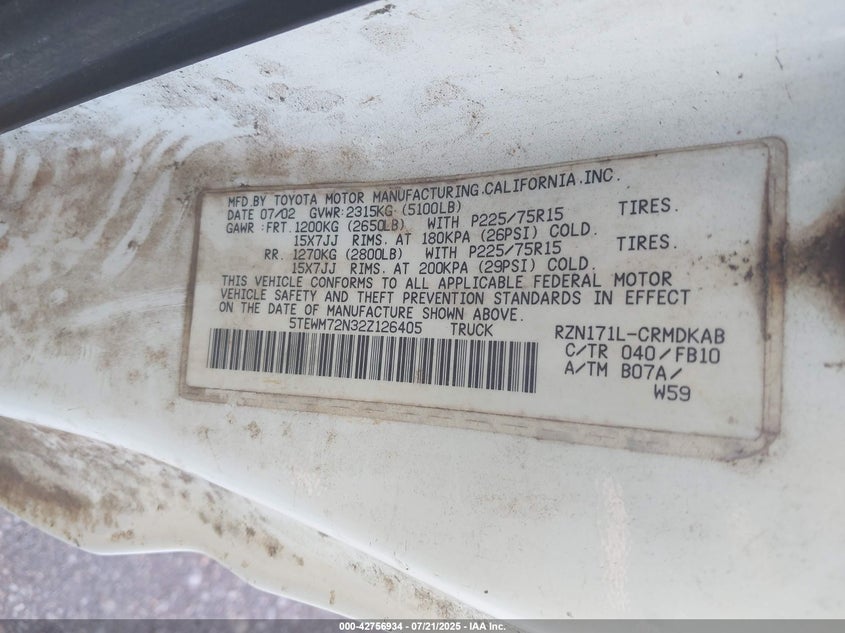 MFD.BY TOYOTA MOTOR MANUFACTURING.CALIFORNIA.INC.
DATE 07/02 GVWR:2315KG (5100LB)
GAWR :FRT.1200KG (2650LB) WITH P225/75R15 TIRES.
15X7JJ RIMS. AT 180KPA (26PSI) COLD.
RR. 1270KG (2800LB) WITH P225/75R15 TIRES.
15X7JJ RIMS. AT 200KPA (29PSI) COLD.
THIS VEHICLE CONFORMS TO ALL APPLICABLE FEDERAL MOTOR
VEHICLE SAFETY AND THEFT PREVENTION STANDARDS IN EFFECT
ON THE DATE OF MANUFACTURE SHOWN ABOVE.
5TEWM72N32Z126405 TRUCK RZN171L-CRMDKAB
C/TR 040/FB10
A/TM B07A/
W59
000-42756934 - 07/21/2025 - IAA Inc.